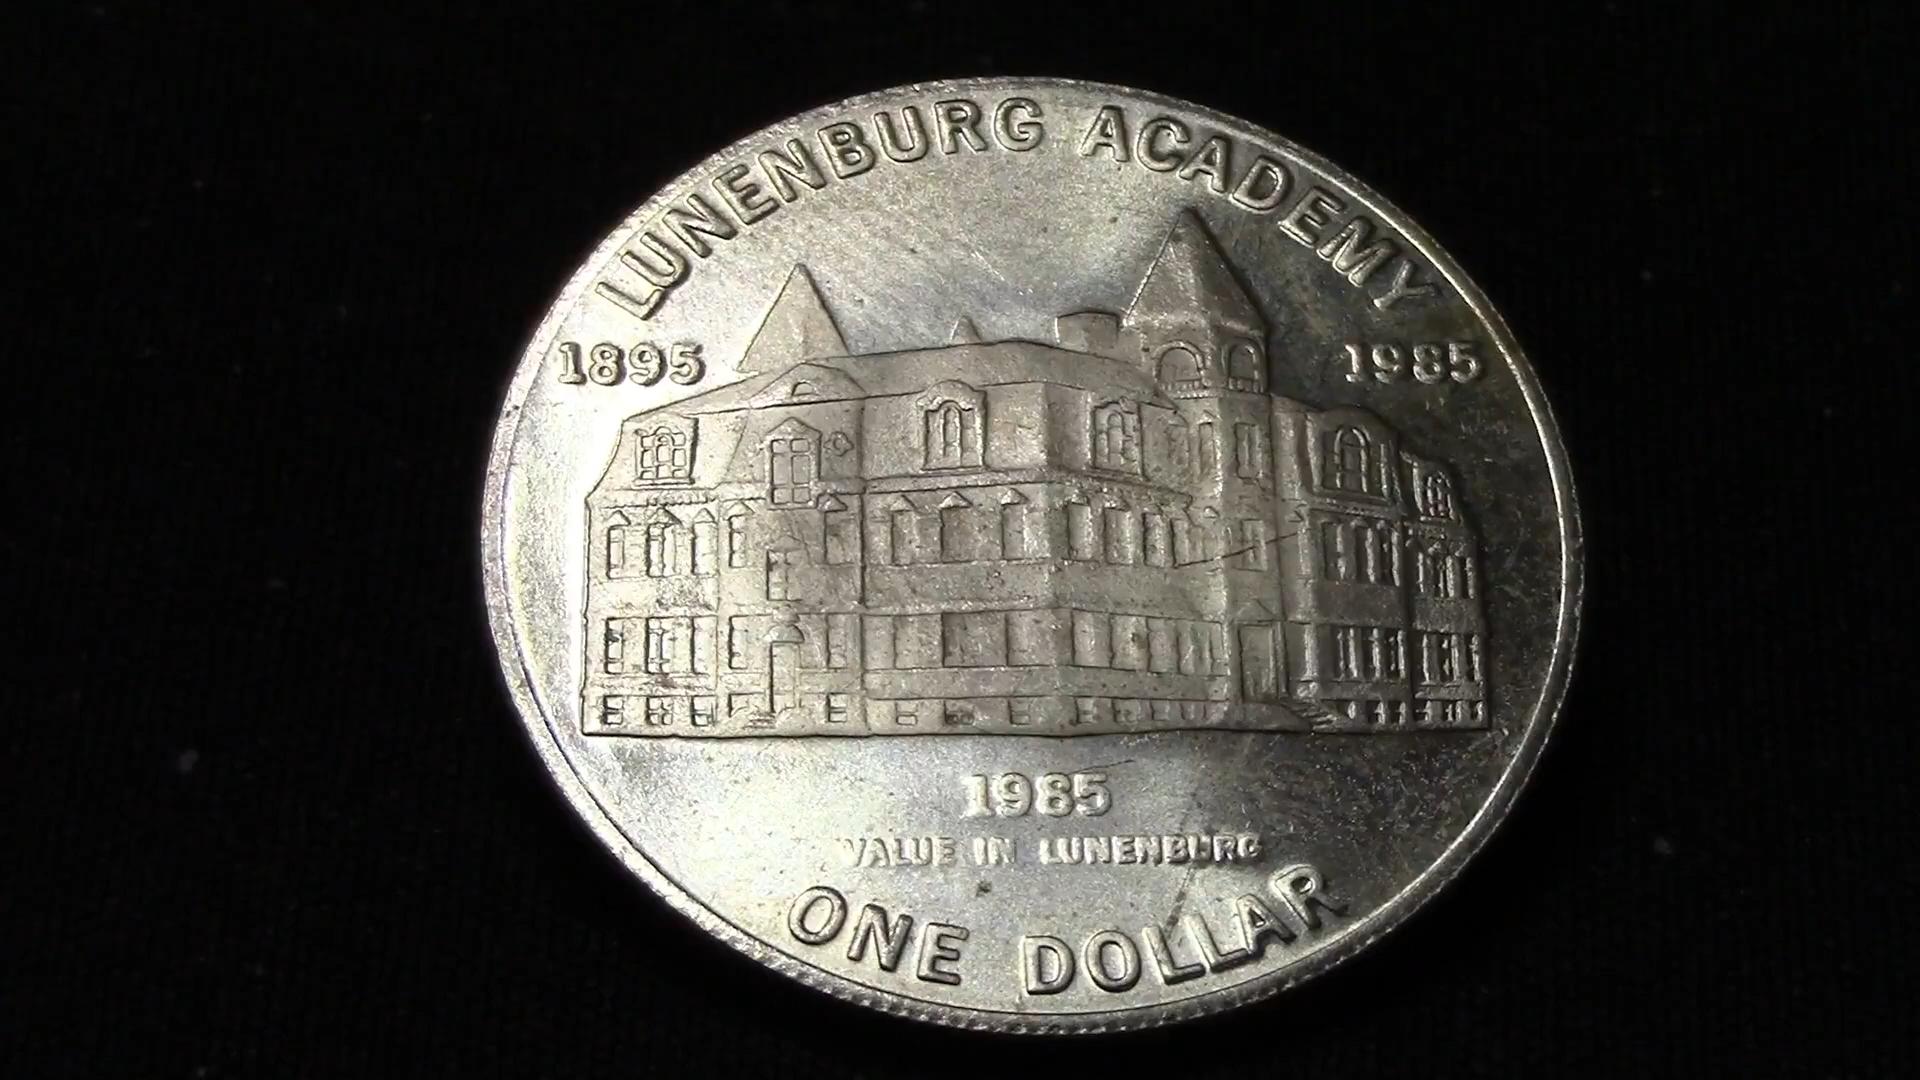 LUNENBURG ACADEMY
1895 1985
1985
VALUE IN LUNENBURG
ONE DOLLAR